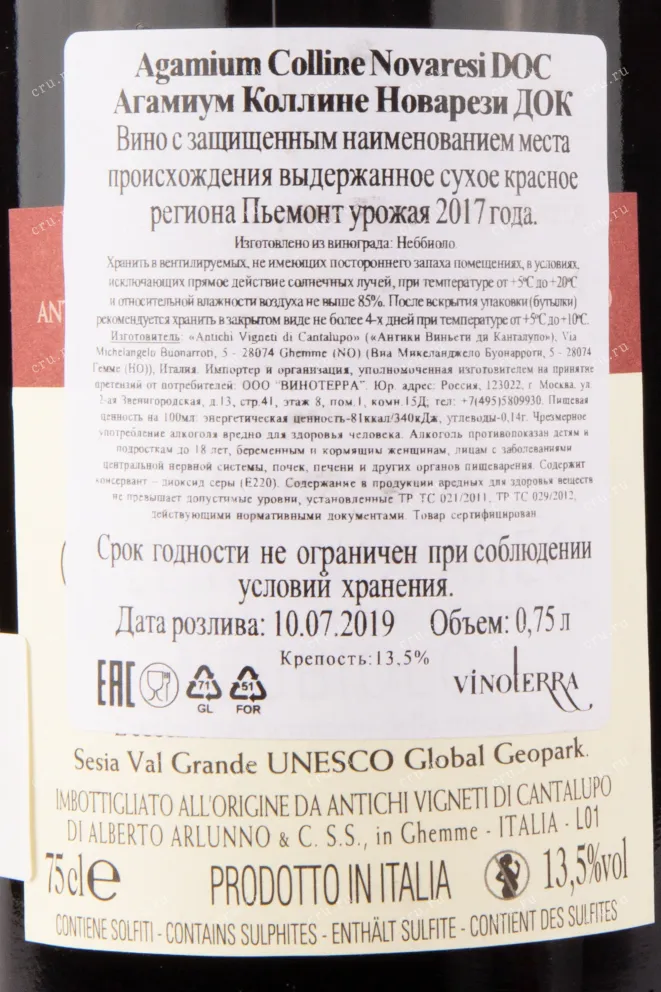 Agamium Colline Novaresi DOC
Агамиум Коллине Новарези ДОК
Вино с защищенным наименованием места
происхождения выдержанное сухое красное
региона Пьемонт урожая 2017 года.
Изготовлено из винограда: Неббиоло
Хранить в вентилируемых, не имеющих постороннего запаха помещениях, в условиях,
исключающих прямое действие солнечных лучей, при температуре от +5°C до +20°C
и относительной влажности воздуха не выше 85%. После вскрытия упаковки (бутылки)
рекомендуется хранить в закрытом виде не более 4-х дней при температуре от +5°C до +10°C.
Изготовитель: «Antichi Vigneti di Cantalupo» («Антики Виньети ди Канталупо»), Via
Michelangelo Buonarroti, 5 - 28074 Ghemme (NO) (Виа Микеланджело Буонарроти, 5 - 28074
Гемме (НО)), Италия. Импортер и организация, уполномоченная изготовителем на принятие
претензий от потребителей: ООО "ВИНОТЕРРА". Юр. адрес: Россия, 123022, г. Москва, ул.
2-ая Звенигородская, д.13, стр.41, этаж 8, пом.1, комн.15Д; тел: +7(495)5809930. Пищевая
ценность на 100мл: энергетическая ценность-81ккал/340кДж, углеводы-0,14г. Чрезмерное
употребление алкоголя вредно для здоровья человека. Алкоголь противопоказан детям и
подросткам до 18 лет, беременным и кормящим женщинам, лицам с заболеваниями
центральной нервной системы, почек, печени и других органов пищеварения. Содержит
консервант – диоксид серы (E220). Содержание в продукции вредных для здоровья веществ
не превышает допустимые уровни, установленные ТР ТС 021/2011, ТР ТС 029/2012,
действующими нормативными документами. Товар сертифицирован
Срок годности не ограничен при соблюдении
условий хранения.
Дата розлива: 10.07.2019 Объем: 0,75 л
Крепость:13,5%
EAC 71 GL 51 FOR vinoterra
Sesia Val Grande UNESCO Global Geopark.
IMBOTTIGLIATO ALL'ORIGINE DA ANTICHI VIGNETI DI CANTALUPO
DI ALBERTO ARLUNNO & C. S.S., in Ghemme - ITALIA - L01
75 cl e PRODOTTO IN ITALIA 13,5%vol
CONTIENE SOLFITI - CONTAINS SULPHITES - ENTHÄLT SULFITE - CONTIENT DES SULFITES